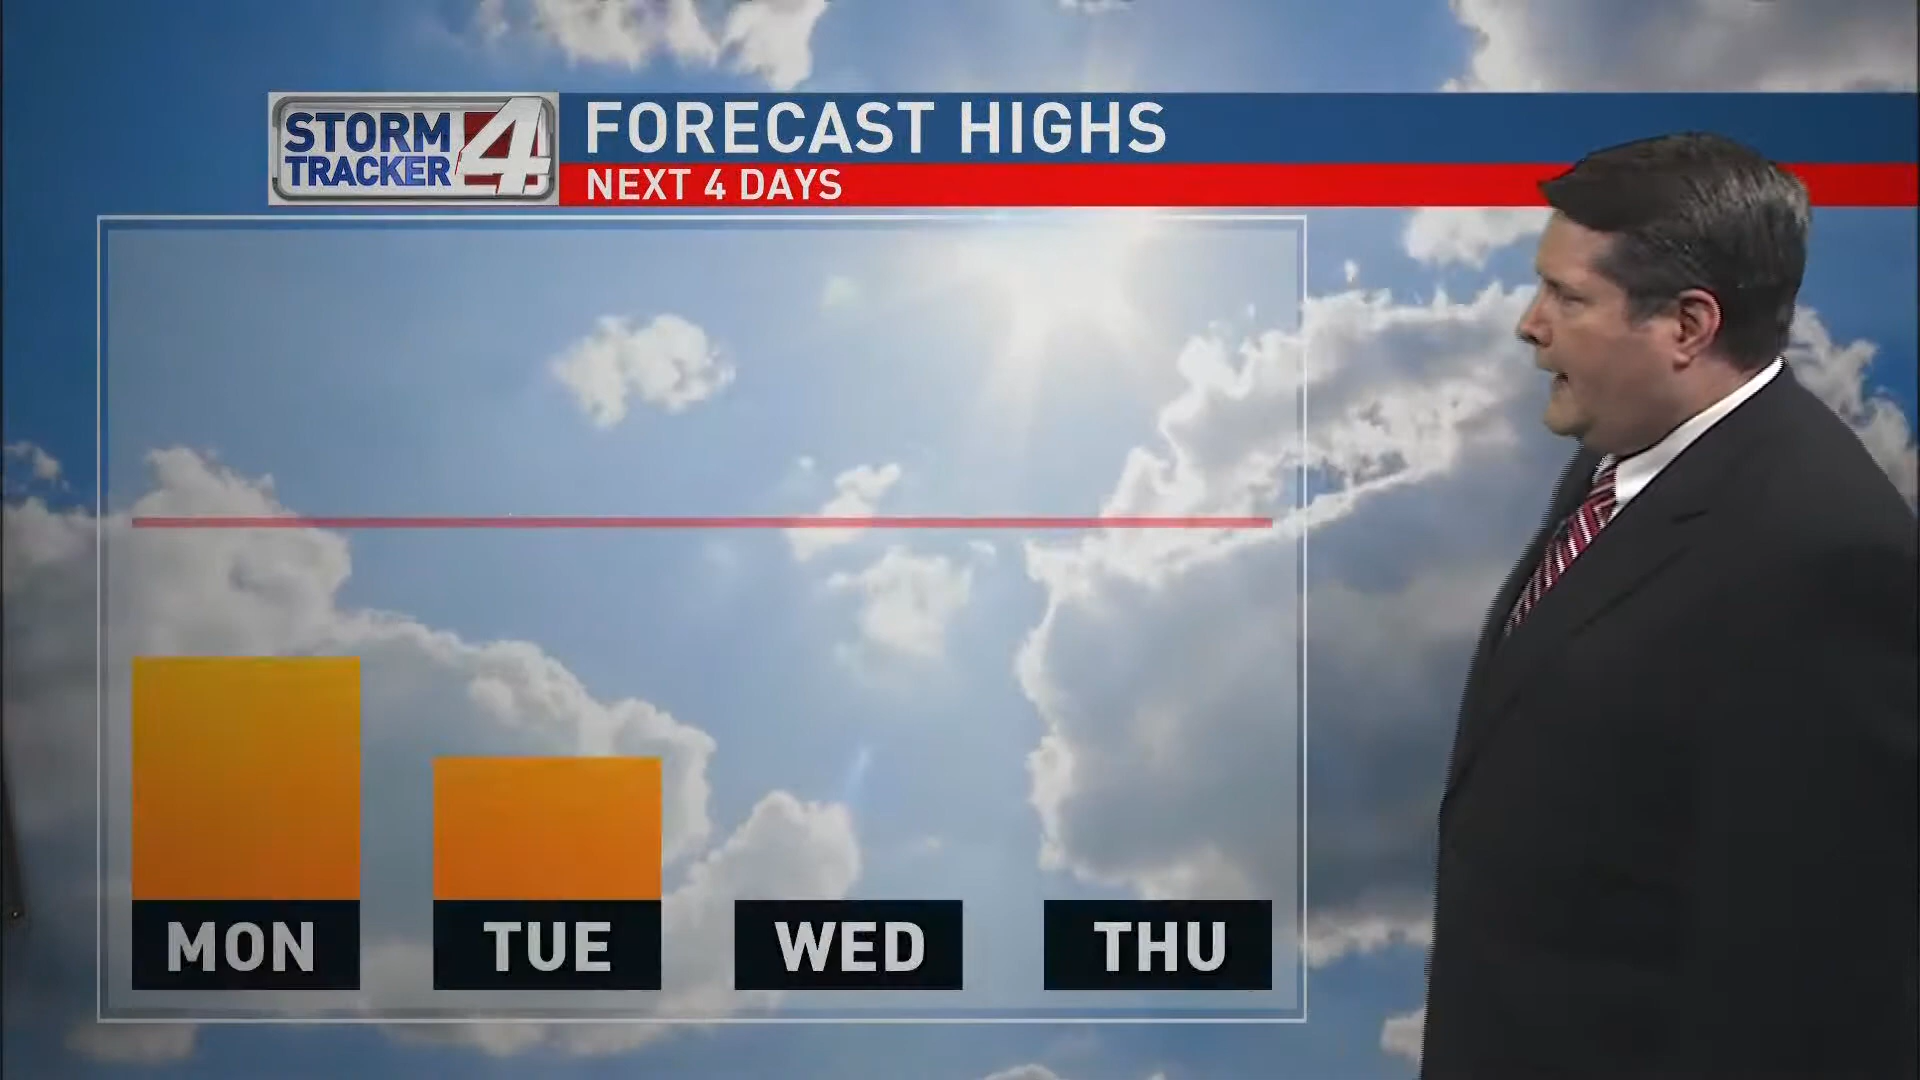 STORM
TRACKER 4
FORECAST HIGHS
NEXT 4 DAYS
MON
TUE
WED
THU